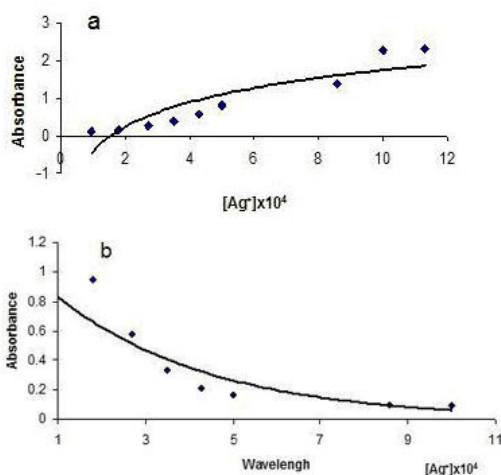 a
3
2
1
0
-1
Absorbance
0 2 4 6 8 10 12
[Ag⁺]x10⁴
b
1.2
1
0.8
0.6
0.4
0.2
0
Absorbance
1 3 5 7 9 11
Wavelengh [Ag⁺]x10⁴